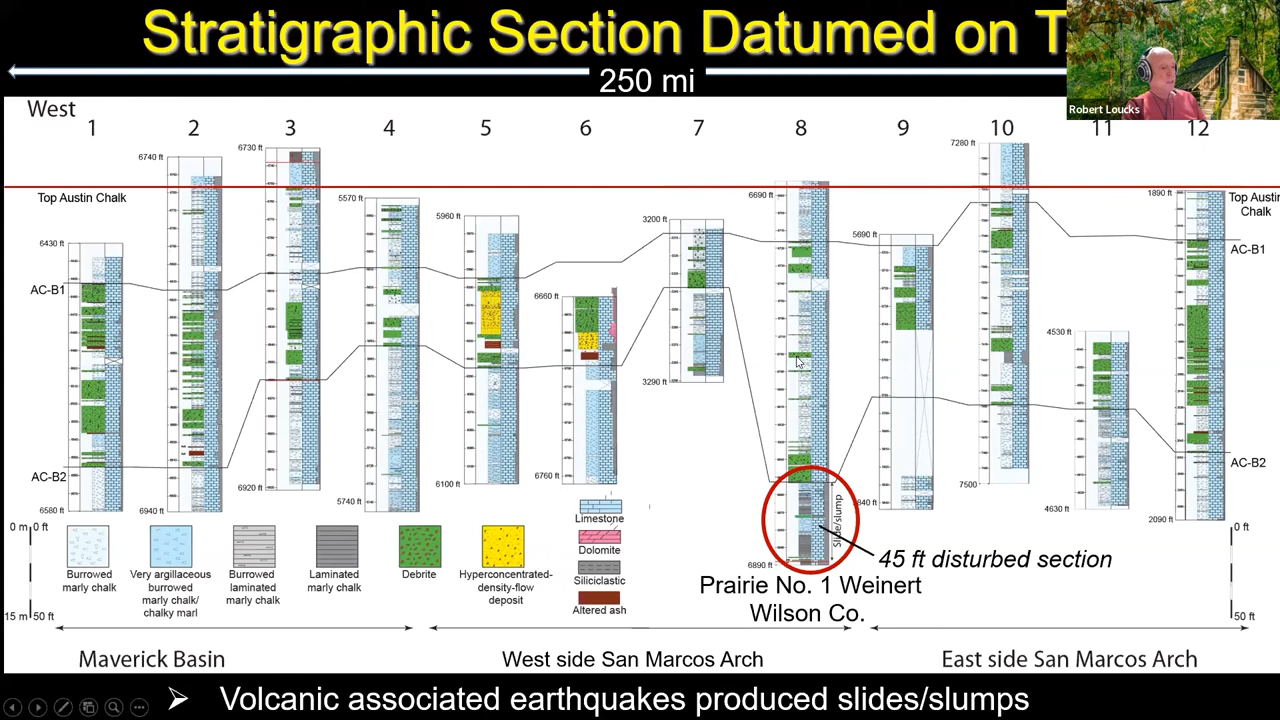 Stratigraphic Section Datumed on T
250 mi
Robert Loucks
West
1 2 3 4 5 6 7 8 9 10 11 12
6740 ft
6730 ft
7280 ft
Top Austin Chalk
5570 ft
6690 ft
1890 ft
Top Austin
Chalk
6430 ft
5960 ft
3200 ft
5690 ft
AC-B1
AC-B1
6660 ft
4530 ft
3290 ft
AC-B2
AC-B2
6580 ft
6940 ft
6920 ft
5740 ft
6100 ft
6760 ft
Slide/slump
6890 ft
840 ft
7500
4630 ft
2090 ft
0 m 0 ft
15 m 50 ft
0 ft
50 ft
Burrowed
marly chalk
Very argillaceous
burrowed
marly chalk/
chalky marl
Burrowed
laminated
marly chalk
Laminated
marly chalk
Debrite
Hyperconcentrated-
density-flow
deposit
Limestone
Dolomite
Siliciclastic
Altered ash
45 ft disturbed section
Prairie No. 1 Weinert
Wilson Co.
Maverick Basin
West side San Marcos Arch
East side San Marcos Arch
Volcanic associated earthquakes produced slides/slumps